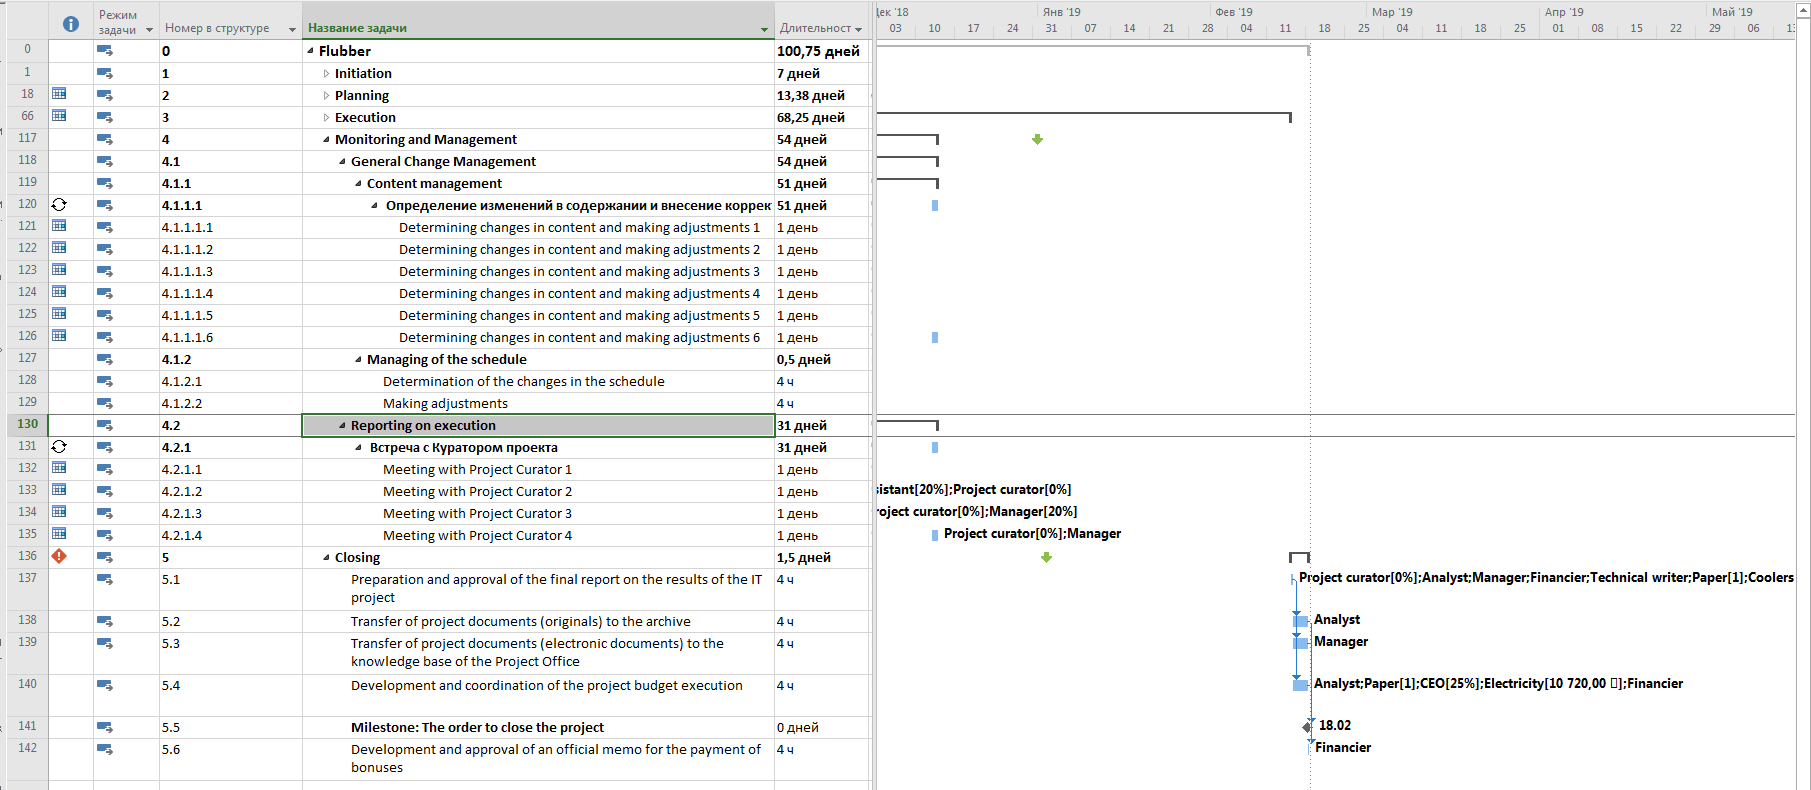 Дек '18 Янв '19 Фев '19 Мар '19 Апр '19 Май '19
Режим задачи Номер в структуре Название задачи Длительност
03 10 17 24 31 07 14 21 28 04 11 18 25 04 11 18 25 01 08 15 22 29 06 13
0 0 Flubber 100,75 дней
1 1 Initiation 7 дней
18 2 Planning 13,38 дней
66 3 Execution 68,25 дней
117 4 Monitoring and Management 54 дней
118 4.1 General Change Management 54 дней
119 4.1.1 Content management 51 дней
120 4.1.1.1 Определение изменений в содержании и внесение коррек 51 дней
121 4.1.1.1.1 Determining changes in content and making adjustments 1 1 день
122 4.1.1.1.2 Determining changes in content and making adjustments 2 1 день
123 4.1.1.1.3 Determining changes in content and making adjustments 3 1 день
124 4.1.1.1.4 Determining changes in content and making adjustments 4 1 день
125 4.1.1.1.5 Determining changes in content and making adjustments 5 1 день
126 4.1.1.1.6 Determining changes in content and making adjustments 6 1 день
127 4.1.2 Managing of the schedule 0,5 дней
128 4.1.2.1 Determination of the changes in the schedule 4 ч
129 4.1.2.2 Making adjustments 4 ч
130 4.2 Reporting on execution 31 дней
131 4.2.1 Встреча с Куратором проекта 31 дней
132 4.2.1.1 Meeting with Project Curator 1 1 день
133 4.2.1.2 Meeting with Project Curator 2 1 день sistant[20%];Project curator[0%]
134 4.2.1.3 Meeting with Project Curator 3 1 день roject curator[0%];Manager[20%]
135 4.2.1.4 Meeting with Project Curator 4 1 день Project curator[0%];Manager
136 5 Closing 1,5 дней
137 5.1 Preparation and approval of the final report on the results of the IT 4 ч Project curator[0%];Analyst;Manager;Financier;Technical writer;Paper[1];Coolers
project
138 5.2 Transfer of project documents (originals) to the archive 4 ч Analyst
139 5.3 Transfer of project documents (electronic documents) to the 4 ч Manager
knowledge base of the Project Office
140 5.4 Development and coordination of the project budget execution 4 ч Analyst;Paper[1];CEO[25%];Electricity[10 720,00 ];Financier
141 5.5 Milestone: The order to close the project 0 дней 18.02
142 5.6 Development and approval of an official memo for the payment of 4 ч Financier
bonuses